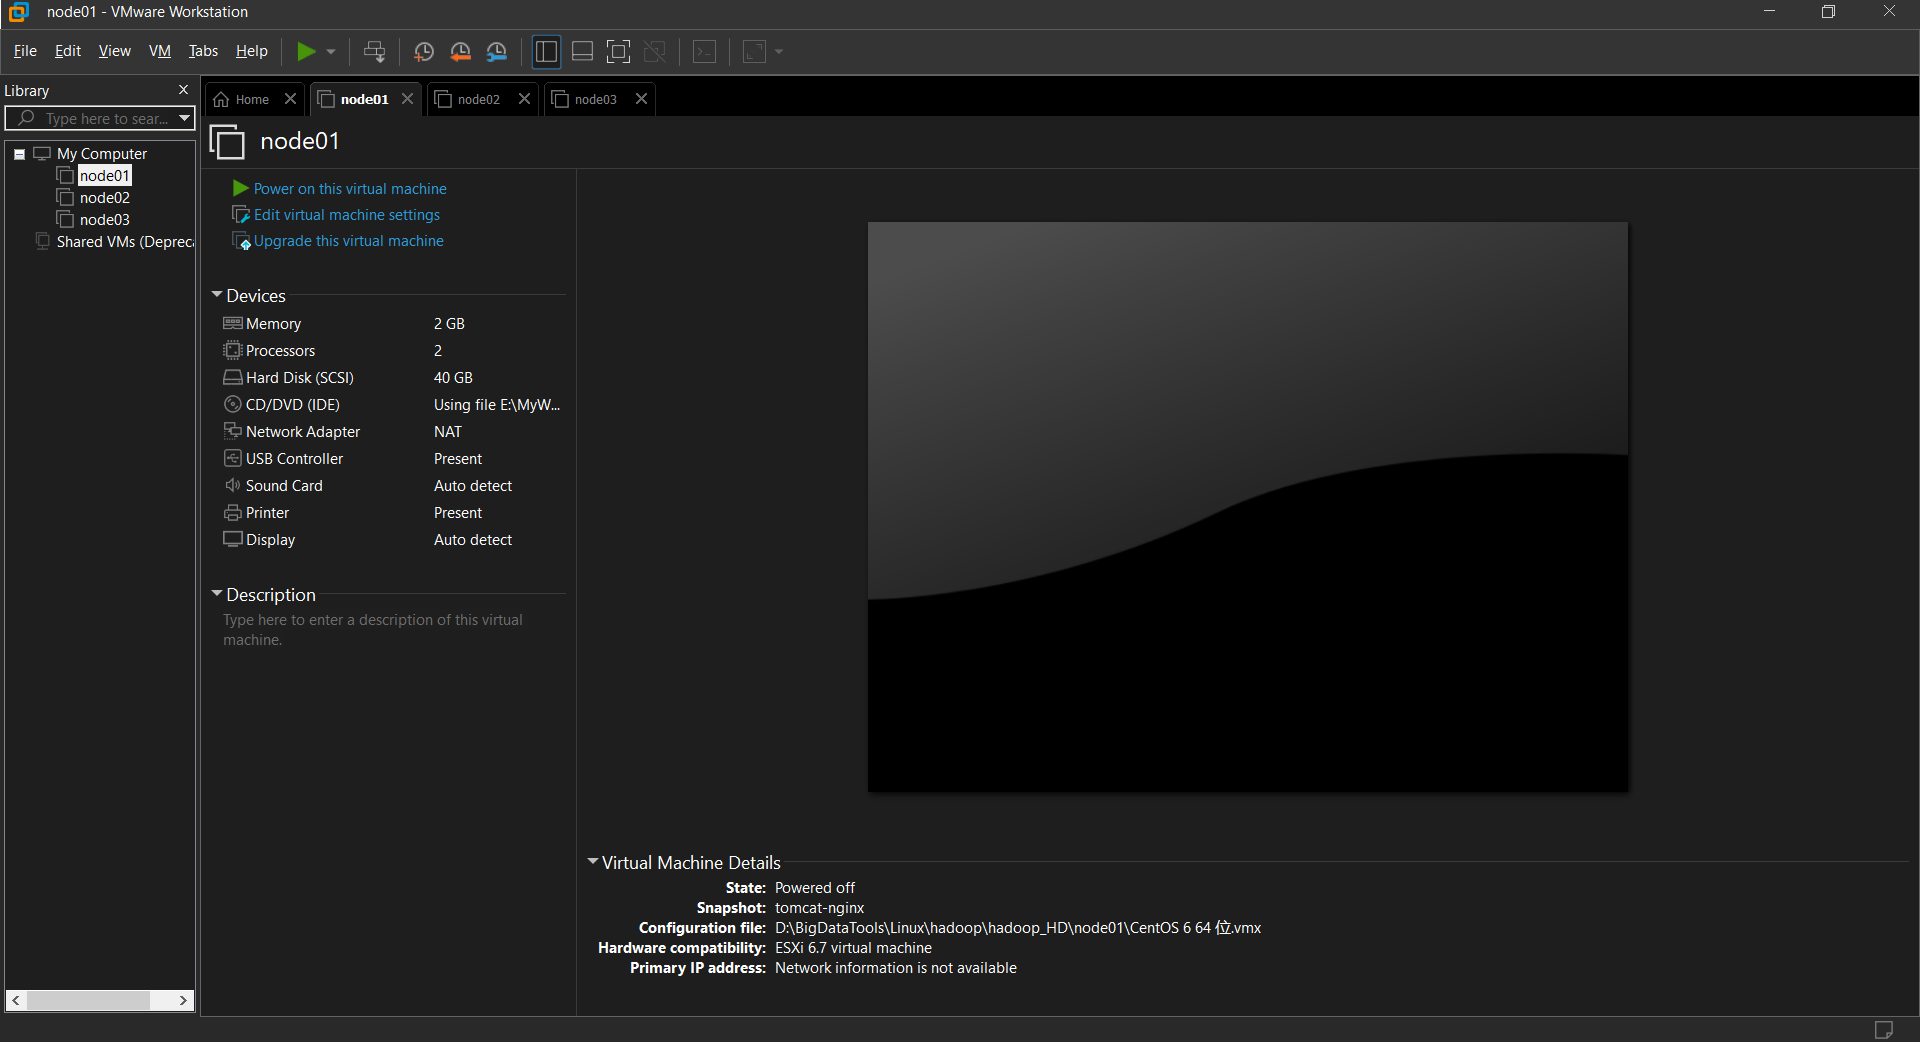 node01 - VMware Workstation
File Edit View VM Tabs Help
Library
Type here to sear...
My Computer
node01
node02
node03
Shared VMs (Depreca
Home
node01
node02
node03
node01
Power on this virtual machine
Edit virtual machine settings
Upgrade this virtual machine
Devices
Memory 2 GB
Processors 2
Hard Disk (SCSI) 40 GB
CD/DVD (IDE) Using file E:\MyW...
Network Adapter NAT
USB Controller Present
Sound Card Auto detect
Printer Present
Display Auto detect
Description
Type here to enter a description of this virtual
machine.
Virtual Machine Details
State: Powered off
Snapshot: tomcat-nginx
Configuration file: D:\BigDataTools\Linux\hadoop\hadoop_HD\node01\CentOS 6 64 位.vmx
Hardware compatibility: ESXi 6.7 virtual machine
Primary IP address: Network information is not available